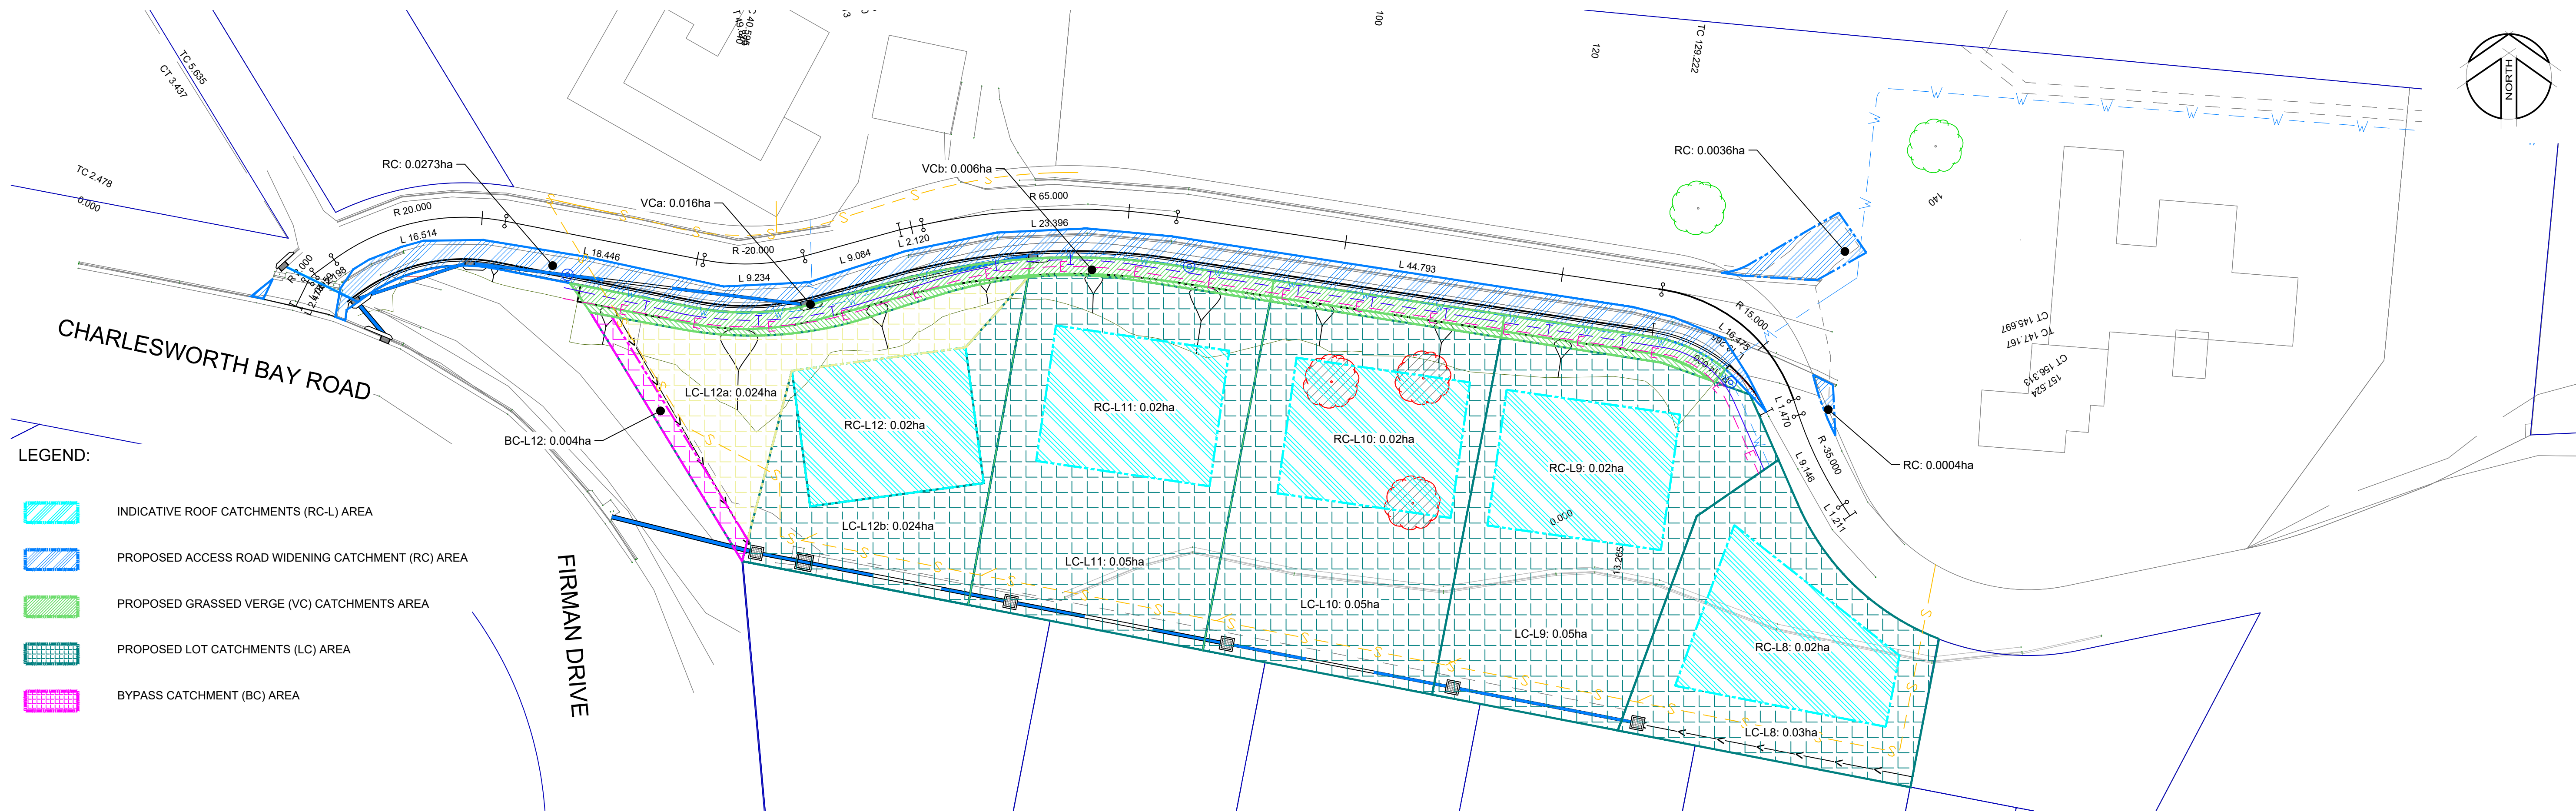 TC 5.635
CT 3.437
TC 2.478
0.000
100
120
TC 129.222
NORTH
RC: 0.0273ha
VCa: 0.016ha
VCb: 0.006ha
RC: 0.0036ha
140
R 20.000
L 16.514
L 18.446
R -20.000
L 9.234
L 9.084
L 2.120
R 65.000
L 23.396
L 44.793
R 15.000
L 16.475
L 1.470
R -35.000
L 9.146
L 1.211
CT 145.697
TC 147.167
CT 156.313
157.524
RC: 0.0004ha
CHARLESWORTH BAY ROAD
FIRMAN DRIVE
LC-L12a: 0.024ha
BC-L12: 0.004ha
RC-L12: 0.02ha
RC-L11: 0.02ha
RC-L10: 0.02ha
RC-L9: 0.02ha
0.000
13.265
LC-L12b: 0.024ha
LC-L11: 0.05ha
LC-L10: 0.05ha
LC-L9: 0.05ha
RC-L8: 0.02ha
LC-L8: 0.03ha
LEGEND:
INDICATIVE ROOF CATCHMENTS (RC-L) AREA
PROPOSED ACCESS ROAD WIDENING CATCHMENT (RC) AREA
PROPOSED GRASSED VERGE (VC) CATCHMENTS AREA
PROPOSED LOT CATCHMENTS (LC) AREA
BYPASS CATCHMENT (BC) AREA